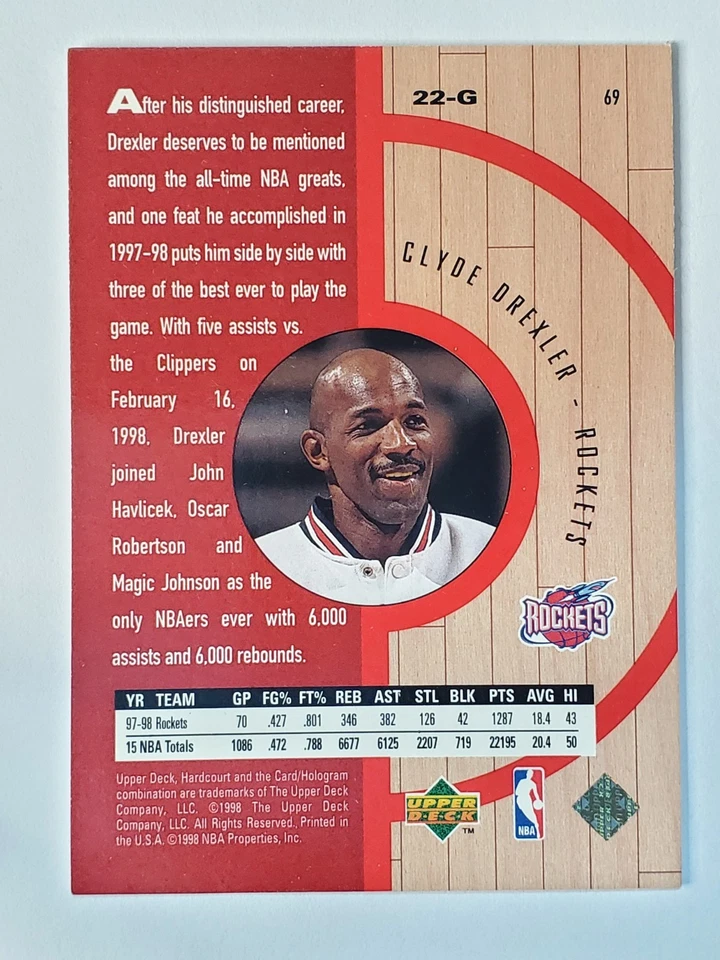 After his distinguished career,
Drexler deserves to be mentioned
among the all-time NBA greats,
and one feat he accomplished in
1997-98 puts him side by side with
three of the best ever to play the
game. With five assists vs.
the Clippers on
February 16,
1998, Drexler
joined John
Havlicek, Oscar
Robertson and
Magic Johnson as the
only NBAers ever with 6,000
assists and 6,000 rebounds.
22-G
69
CLYDE DREXLER - ROCKETS
ROCKETS
YR TEAM GP FG% FT% REB AST STL BLK PTS AVG HI
97-98 Rockets 70 .427 .801 346 382 126 42 1287 18.4 43
15 NBA Totals 1086 .472 .788 6677 6125 2207 719 22195 20.4 50
Upper Deck, Hardcourt and the Card/Hologram
combination are trademarks of The Upper Deck
Company, LLC. ©1998 The Upper Deck
Company, LLC. All Rights Reserved. Printed in
the U.S.A. ©1998 NBA Properties, Inc.
UPPER
DECK
TM
NBA